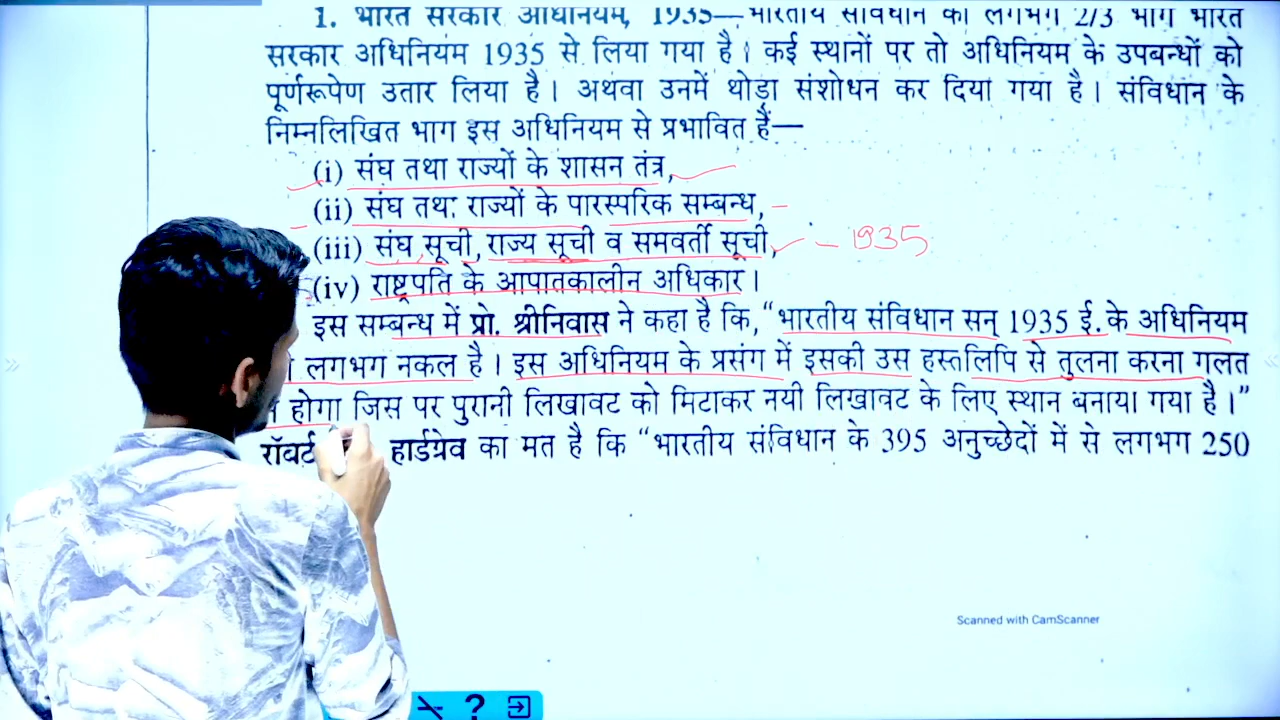 1. भारत सरकार अधिनियम, 1935—भारतीय संविधान का लगभग 2/3 भाग भारत
सरकार अधिनियम 1935 से लिया गया है। कई स्थानों पर तो अधिनियम के उपबन्धों को
पूर्णरूपेण उतार लिया है। अथवा उनमें थोड़ा संशोधन कर दिया गया है। संविधान के
निम्नलिखित भाग इस अधिनियम से प्रभावित हैं—
(i) संघ तथा राज्यों के शासन तंत्र,
(ii) संघ तथा राज्यों के पारस्परिक सम्बन्ध,
(iii) संघ सूची, राज्य सूची व समवर्ती सूची, - 1935
(iv) राष्ट्रपति के आपातकालीन अधिकार।
इस सम्बन्ध में प्रो. श्रीनिवास ने कहा है कि, “भारतीय संविधान सन् 1935 ई. के अधिनियम
लगभग नकल है। इस अधिनियम के प्रसंग में इसकी उस हस्तलिपि से तुलना करना गलत
होगा जिस पर पुरानी लिखावट को मिटाकर नयी लिखावट के लिए स्थान बनाया गया है।”
रॉबर्ट हार्डग्रेव का मत है कि “भारतीय संविधान के 395 अनुच्छेदों में से लगभग 250
Scanned with CamScanner